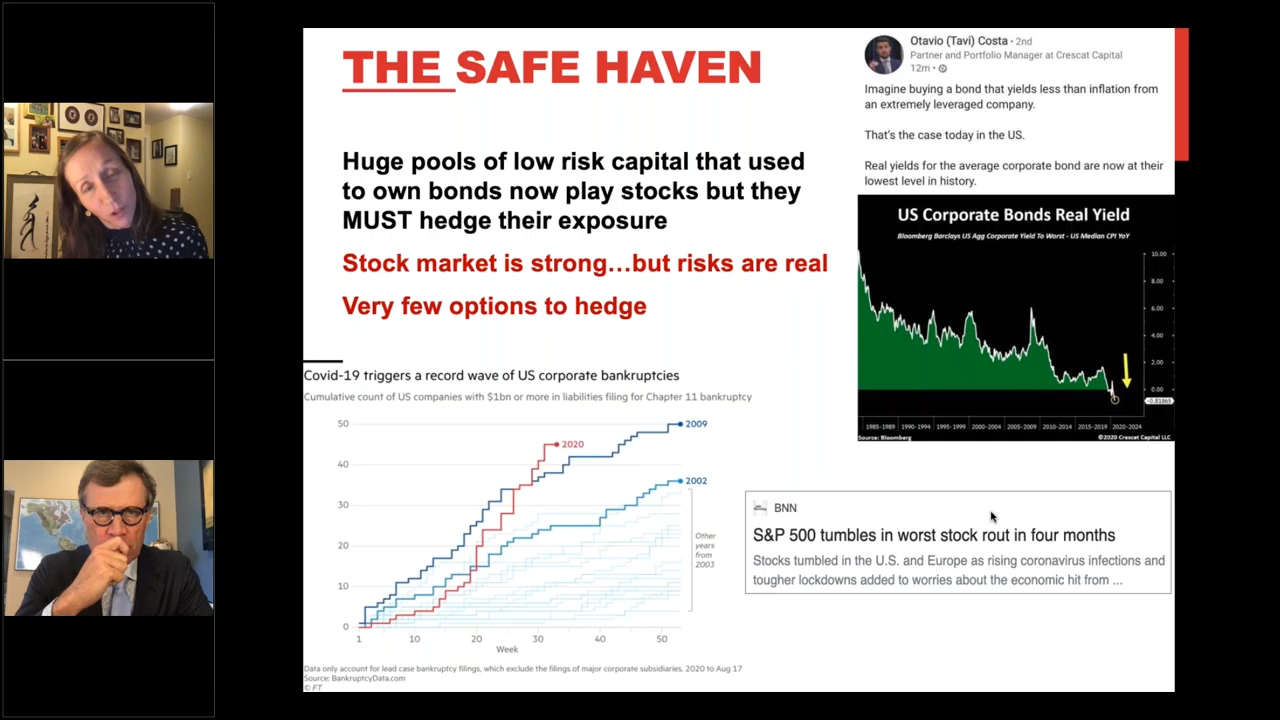 THE SAFE HAVEN
Huge pools of low risk capital that used
to own bonds now play stocks but they
MUST hedge their exposure
Stock market is strong…but risks are real
Very few options to hedge
Otavio (Tavi) Costa · 2nd
Partner and Portfolio Manager at Crescat Capital
12m •
Imagine buying a bond that yields less than inflation from
an extremely leveraged company.
That's the case today in the US.
Real yields for the average corporate bond are now at their
lowest level in history.
US Corporate Bonds Real Yield
Bloomberg Barclays US Agg Corporate Yield To Worst - US Median CPI YoY
10.00
8.00
6.00
4.00
2.00
0.00
-0.81865
1985-1989 1990-1994 1995-1999 2000-2004 2005-2009 2010-2014 2015-2019 2020-2024
Source: Bloomberg ©2020 Crescat Capital LLC
Covid-19 triggers a record wave of US corporate bankruptcies
Cumulative count of US companies with $1bn or more in liabilities filing for Chapter 11 bankruptcy
50
40
30
20
10
0
2009
2020
2002
Other
years
from
2003
1 10 20 30 40 50
Week
Data only account for lead case bankruptcy filings, which exclude the filings of major corporate subsidiaries. 2020 to Aug 17
Source: BankruptcyData.com
© FT
BNN
S&P 500 tumbles in worst stock rout in four months
Stocks tumbled in the U.S. and Europe as rising coronavirus infections and
tougher lockdowns added to worries about the economic hit from ...